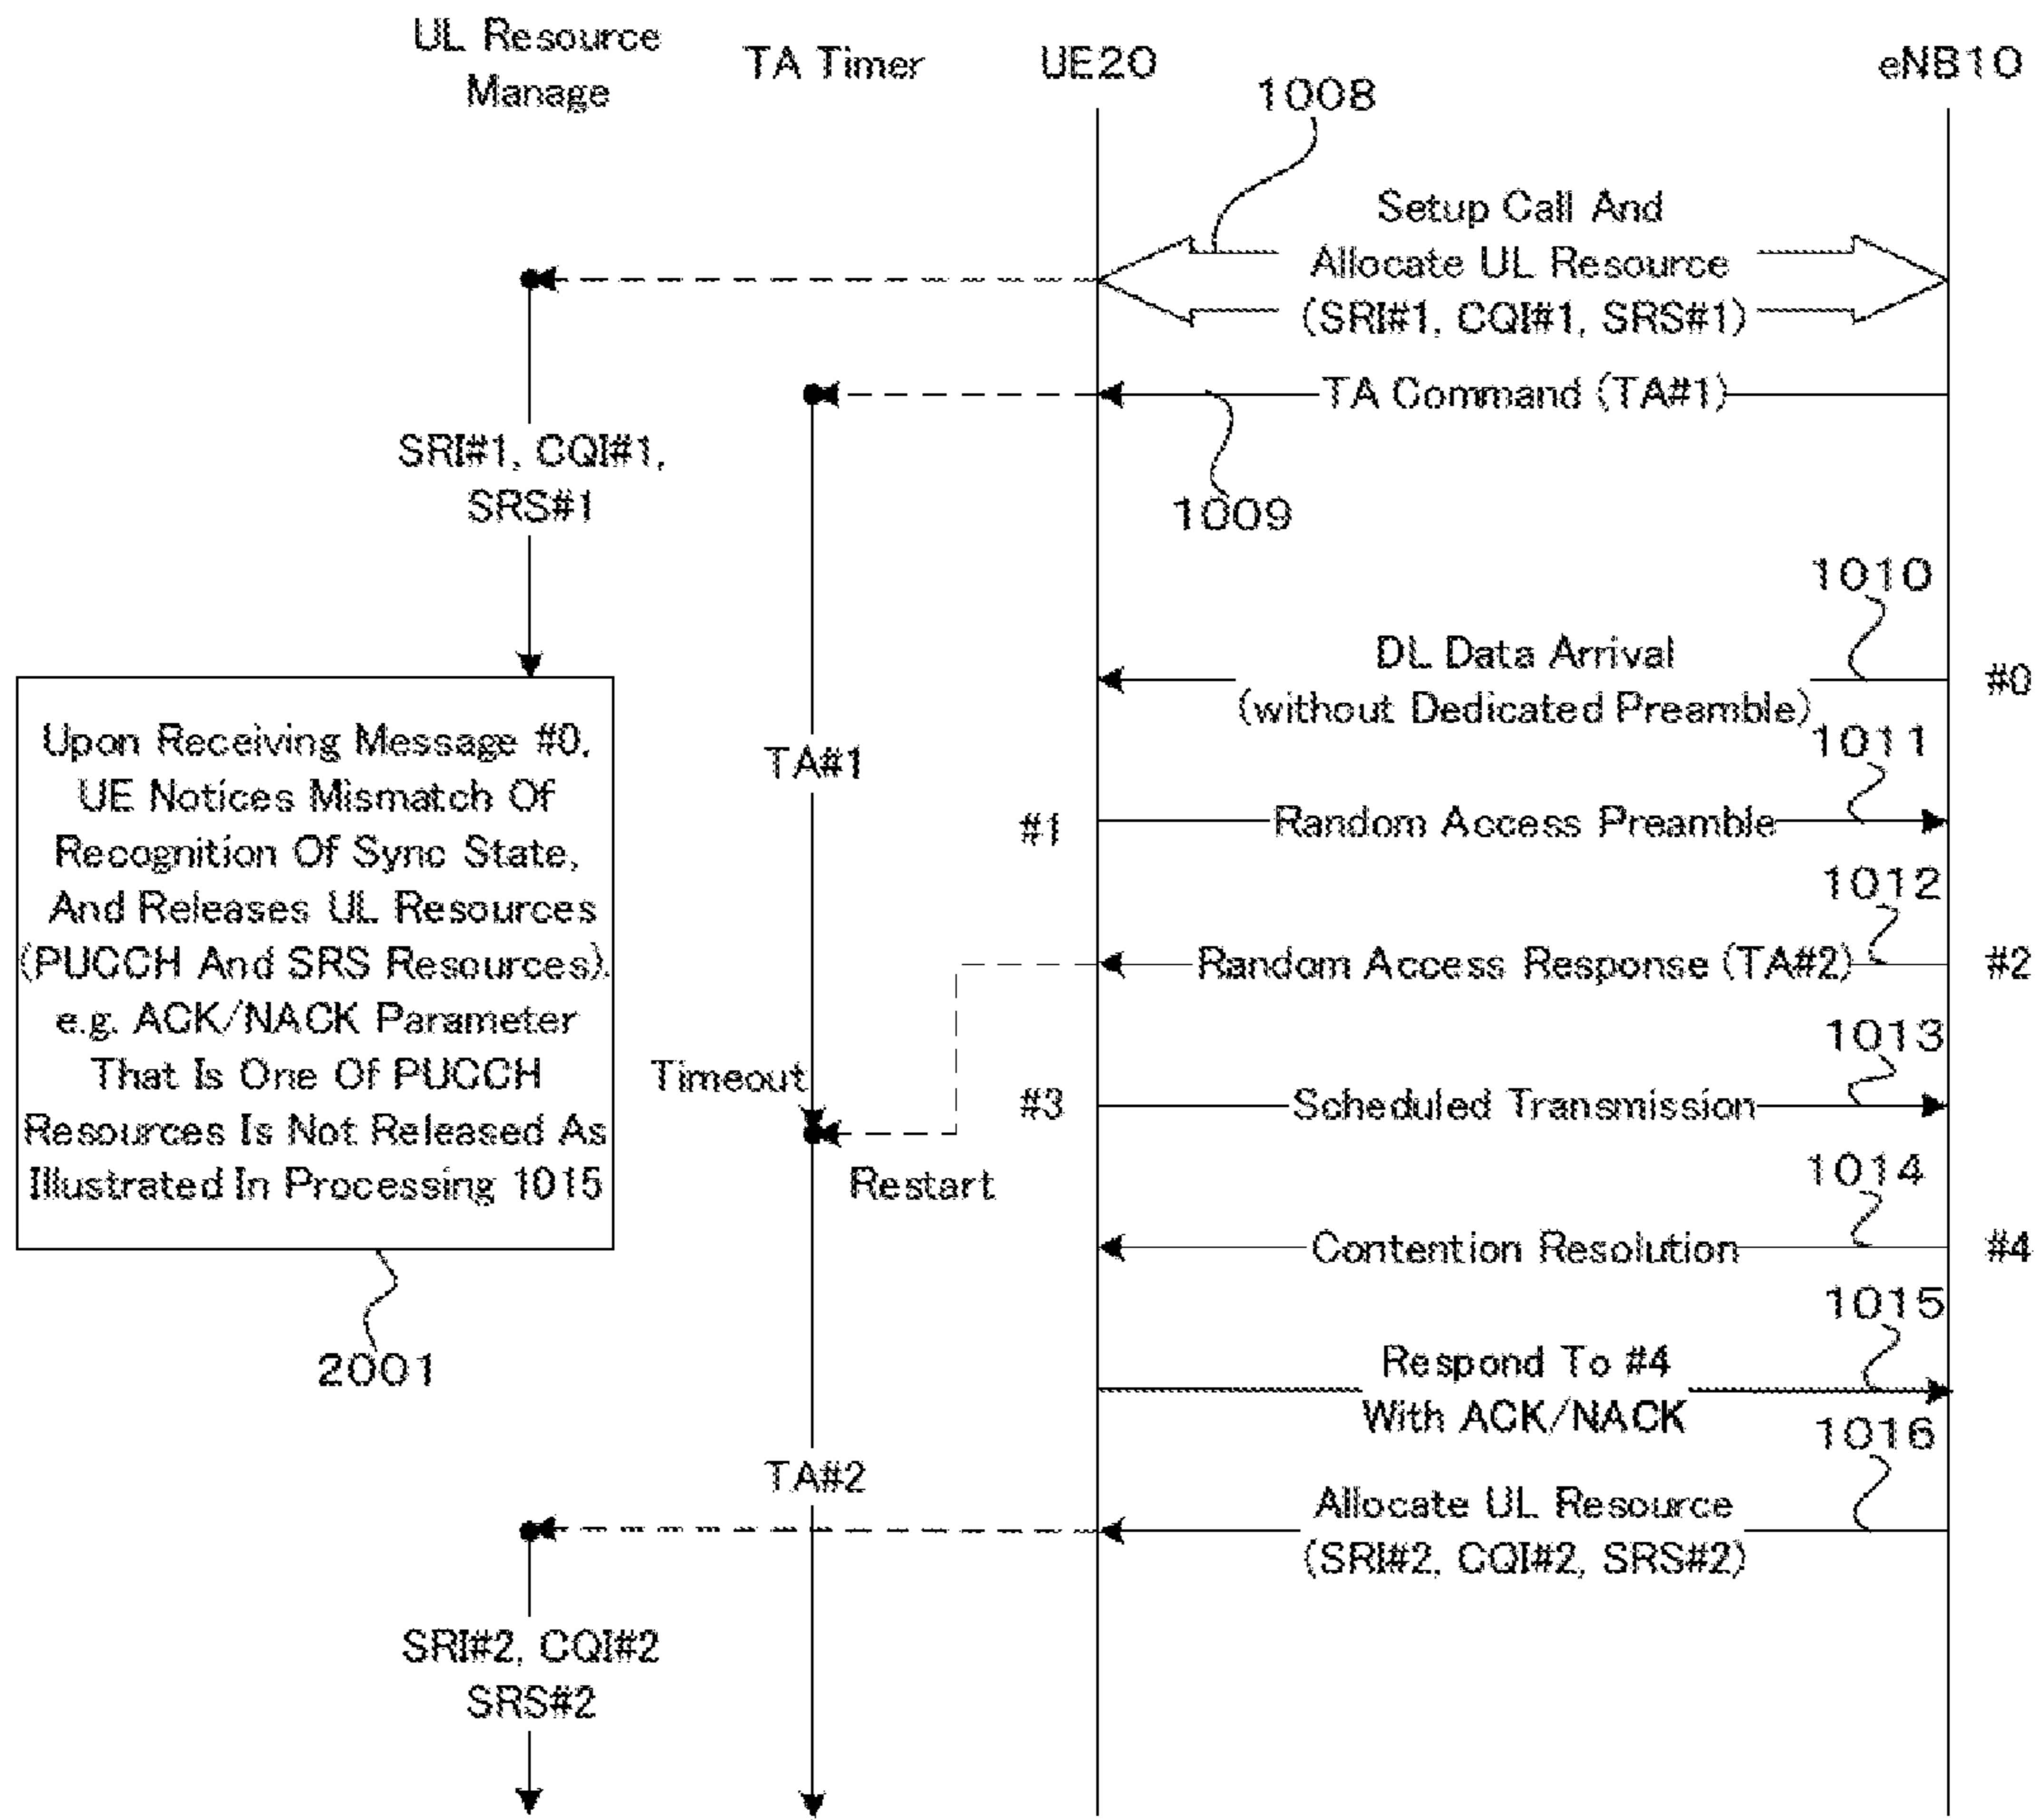 UL Resource
Manage
TA Timer
UE20
eNB10
1008
Setup Call And
Allocate UL Resource
(SRI#1, CQI#1, SRS#1)
TA Command (TA#1)
SRI#1, CQI#1,
SRS#1
1009
1010
DL Data Arrival
(without Dedicated Preamble)
#0
Upon Receiving Message #0,
UE Notices Mismatch Of
Recognition Of Sync State,
And Releases UL Resources
(PUCCH And SRS Resources).
e.g. ACK/NACK Parameter
That Is One Of PUCCH
Resources Is Not Released As
Illustrated In Processing 1015
2001
TA#1
1011
#1
Random Access Preamble
1012
Random Access Response (TA#2)
#2
Timeout
1013
#3
Scheduled Transmission
Restart
1014
Contention Resolution
#4
1015
Respond To #4
With ACK/NACK
1016
TA#2
Allocate UL Resource
(SRI#2, CQI#2, SRS#2)
SRI#2, CQI#2
SRS#2